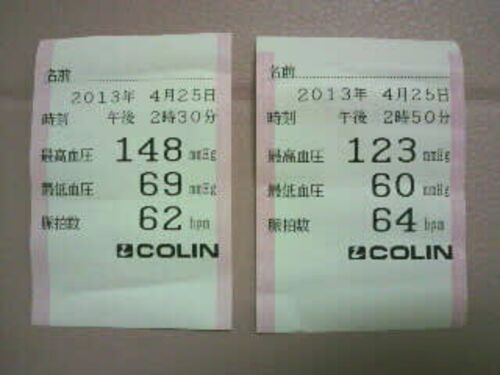 名前
2013年 4月25日
時刻 午後 2時30分
最高血圧 148 mmHg
最低血圧 69 mmHg
脈拍数 62 bpm
COLIN
名前
2013年 4月25日
時刻 午後 2時50分
最高血圧 123 mmHg
最低血圧 60 mmHg
脈拍数 64 bpm
COLIN